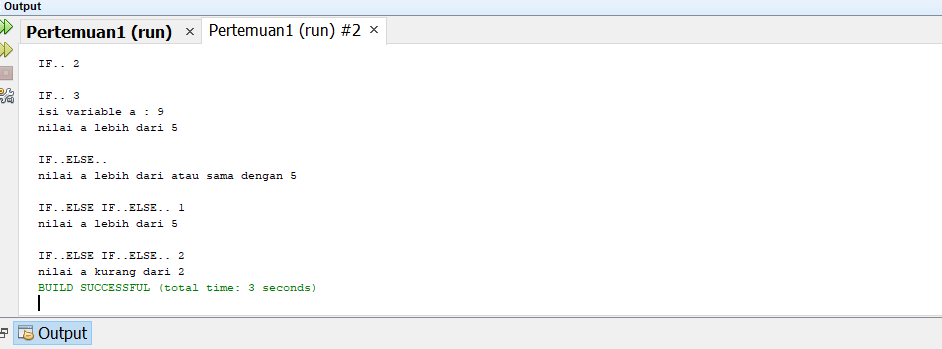 Output
Pertemuan1 (run) × Pertemuan1 (run) #2 ×
IF.. 2
IF.. 3
isi variable a : 9
nilai a lebih dari 5
IF..ELSE..
nilai a lebih dari atau sama dengan 5
IF..ELSE IF..ELSE.. 1
nilai a lebih dari 5
IF..ELSE IF..ELSE.. 2
nilai a kurang dari 2
BUILD SUCCESSFUL (total time: 3 seconds)
Output